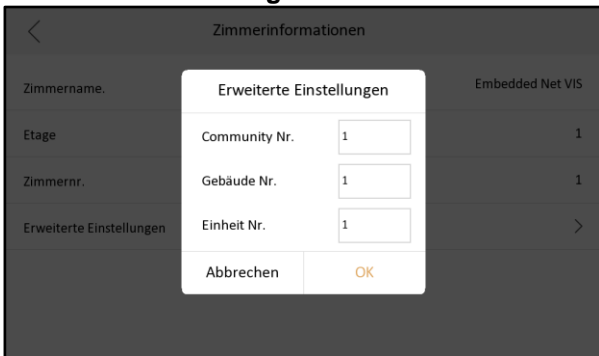 Zimmerinformationen
Zimmername. Embedded Net VIS
Erweiterte Einstellungen
Etage 1
Community Nr. 1
Zimmernr. 1
Gebäude Nr. 1
Erweiterte Einstellungen
Einheit Nr. 1
Abbrechen OK